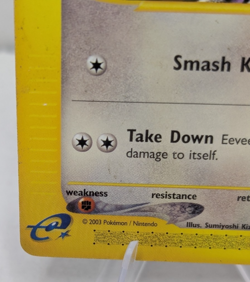 Smash K
Take Down Eevee
damage to itself.
weakness resistance
© 2003 Pokémon / Nintendo Illus. Sumiyoshi Ki